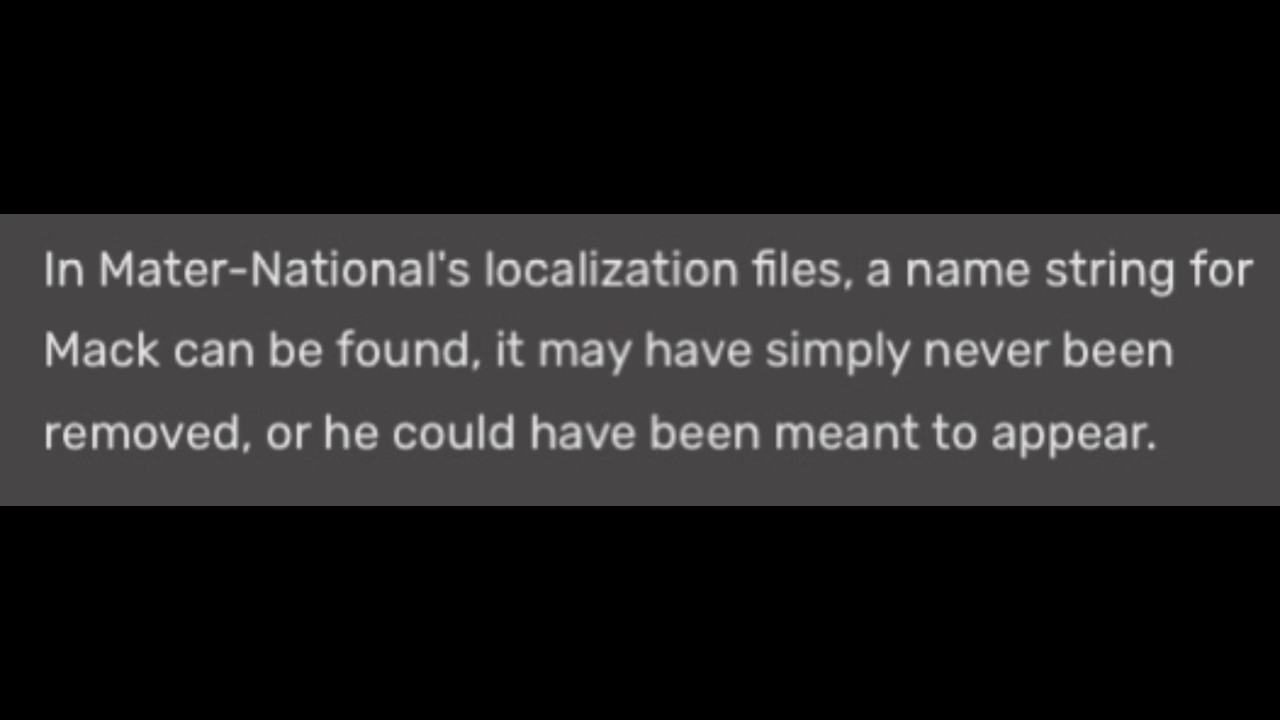 In Mater-National's localization files, a name string for
Mack can be found, it may have simply never been
removed, or he could have been meant to appear.